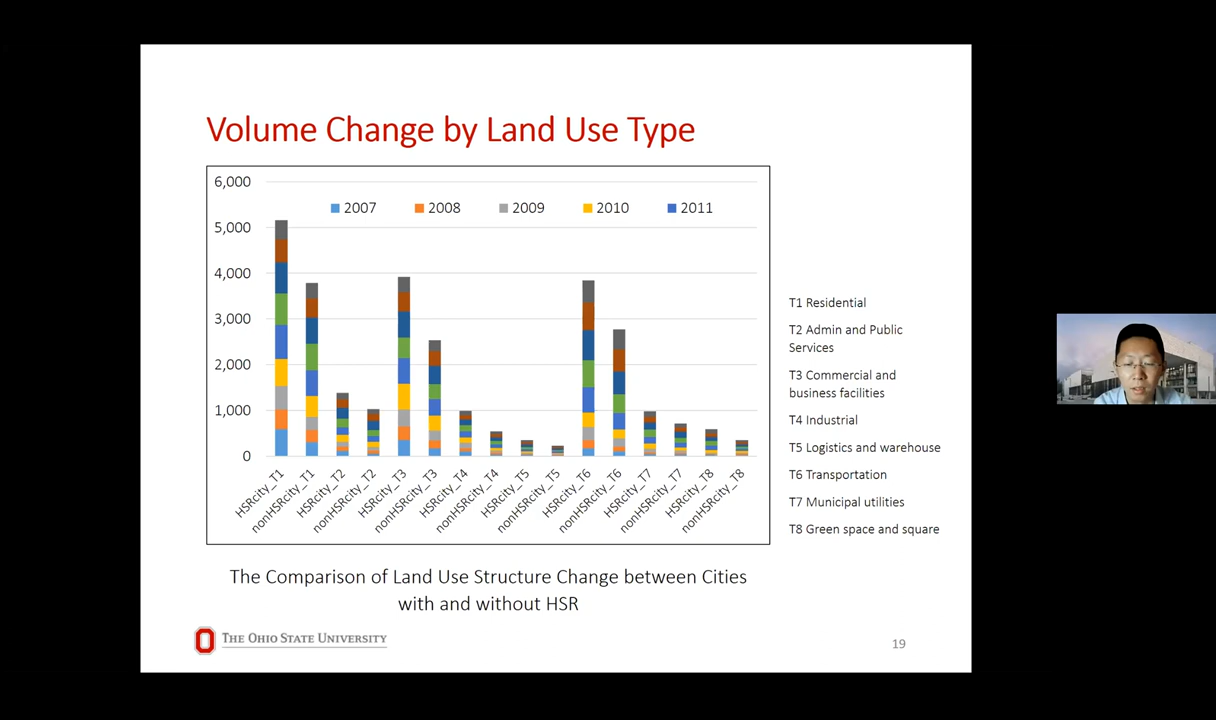 Volume Change by Land Use Type
6,000
5,000
4,000
3,000
2,000
1,000
0
2007 2008 2009 2010 2011
HSRcity_T1
nonHSRcity_T1
HSRcity_T2
nonHSRcity_T2
HSRcity_T3
nonHSRcity_T3
HSRcity_T4
nonHSRcity_T4
HSRcity_T5
nonHSRcity_T5
HSRcity_T6
nonHSRcity_T6
HSRcity_T7
nonHSRcity_T7
HSRcity_T8
nonHSRcity_T8
T1 Residential
T2 Admin and Public
Services
T3 Commercial and
business facilities
T4 Industrial
T5 Logistics and warehouse
T6 Transportation
T7 Municipal utilities
T8 Green space and square
The Comparison of Land Use Structure Change between Cities
with and without HSR
THE OHIO STATE UNIVERSITY
19